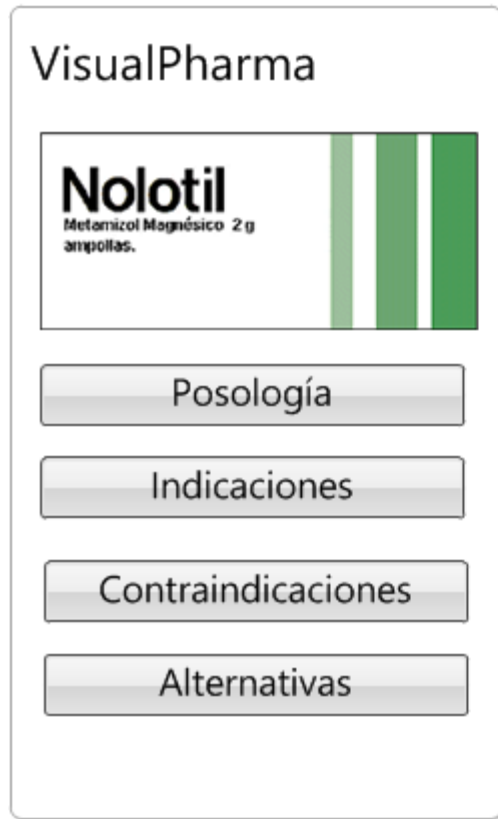 VisualPharma
Nolotil
Metamizol Magnésico 2 g
ampollas.
Posología
Indicaciones
Contraindicaciones
Alternativas